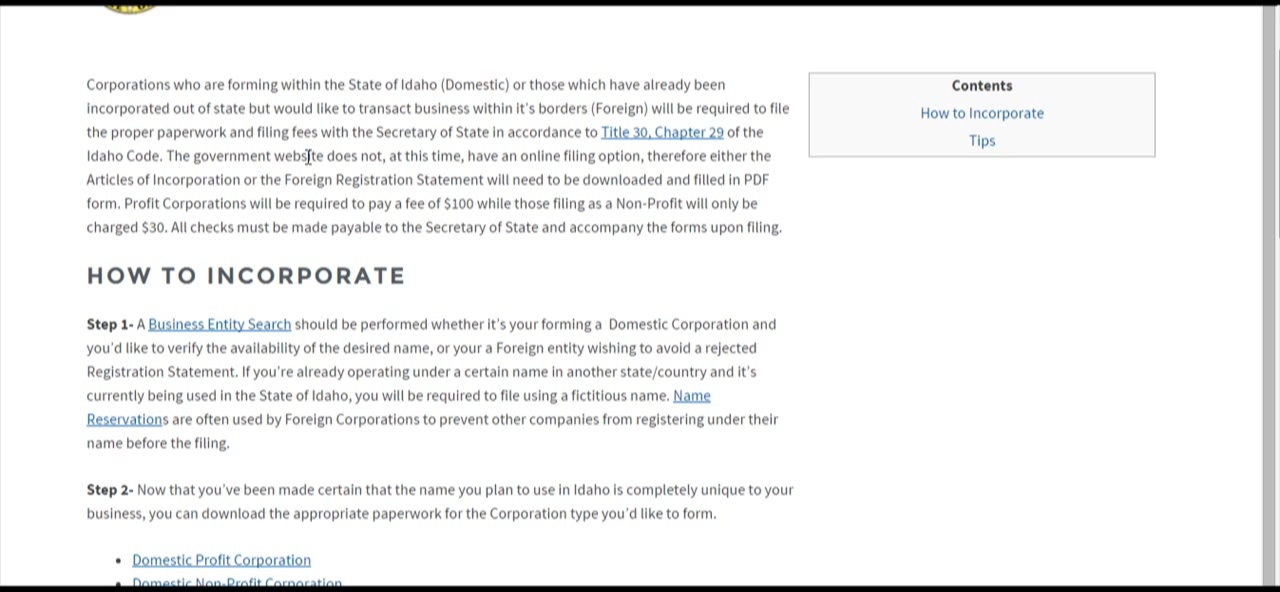 Corporations who are forming within the State of Idaho (Domestic) or those which have already been
incorporated out of state but would like to transact business within it's borders (Foreign) will be required to file
the proper paperwork and filing fees with the Secretary of State in accordance to Title 30, Chapter 29 of the
Idaho Code. The government website does not, at this time, have an online filing option, therefore either the
Articles of Incorporation or the Foreign Registration Statement will need to be downloaded and filled in PDF
form. Profit Corporations will be required to pay a fee of $100 while those filing as a Non-Profit will only be
charged $30. All checks must be made payable to the Secretary of State and accompany the forms upon filing.
Contents
How to Incorporate
Tips
HOW TO INCORPORATE
Step 1- A Business Entity Search should be performed whether it's your forming a Domestic Corporation and
you'd like to verify the availability of the desired name, or your a Foreign entity wishing to avoid a rejected
Registration Statement. If you're already operating under a certain name in another state/country and it's
currently being used in the State of Idaho, you will be required to file using a fictitious name. Name
Reservations are often used by Foreign Corporations to prevent other companies from registering under their
name before the filing.
Step 2- Now that you've been made certain that the name you plan to use in Idaho is completely unique to your
business, you can download the appropriate paperwork for the Corporation type you'd like to form.
• Domestic Profit Corporation
• Domestic Non-Profit Corporation